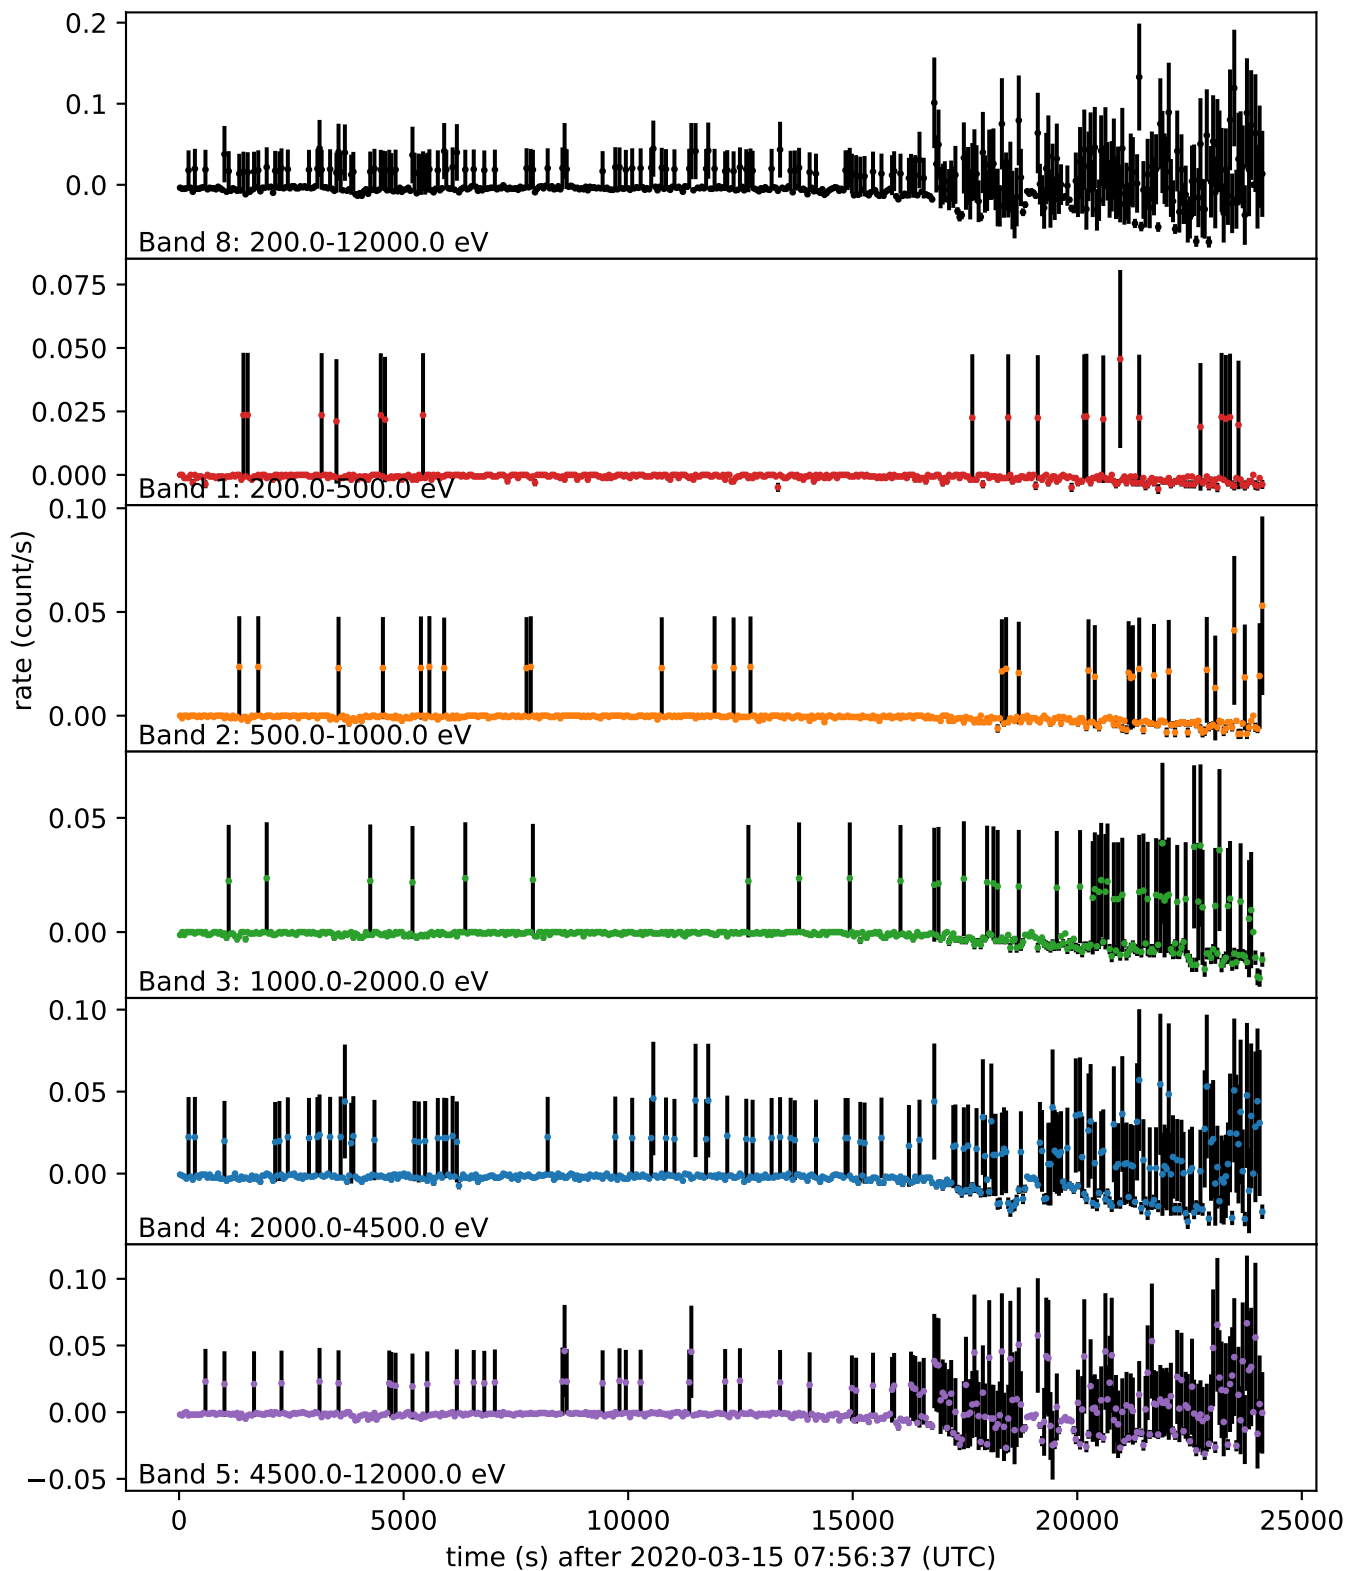 0.2
0.1
0.0
Band 8: 200.0-12000.0 eV
0.075
0.050
0.025
0.000
Band 1: 200.0-500.0 eV
0.10
0.05
0.00
Band 2: 500.0-1000.0 eV
rate (count/s)
0.05
0.00
Band 3: 1000.0-2000.0 eV
0.10
0.05
0.00
Band 4: 2000.0-4500.0 eV
0.10
0.05
0.00
−0.05
Band 5: 4500.0-12000.0 eV
0 5000 10000 15000 20000 25000
time (s) after 2020-03-15 07:56:37 (UTC)